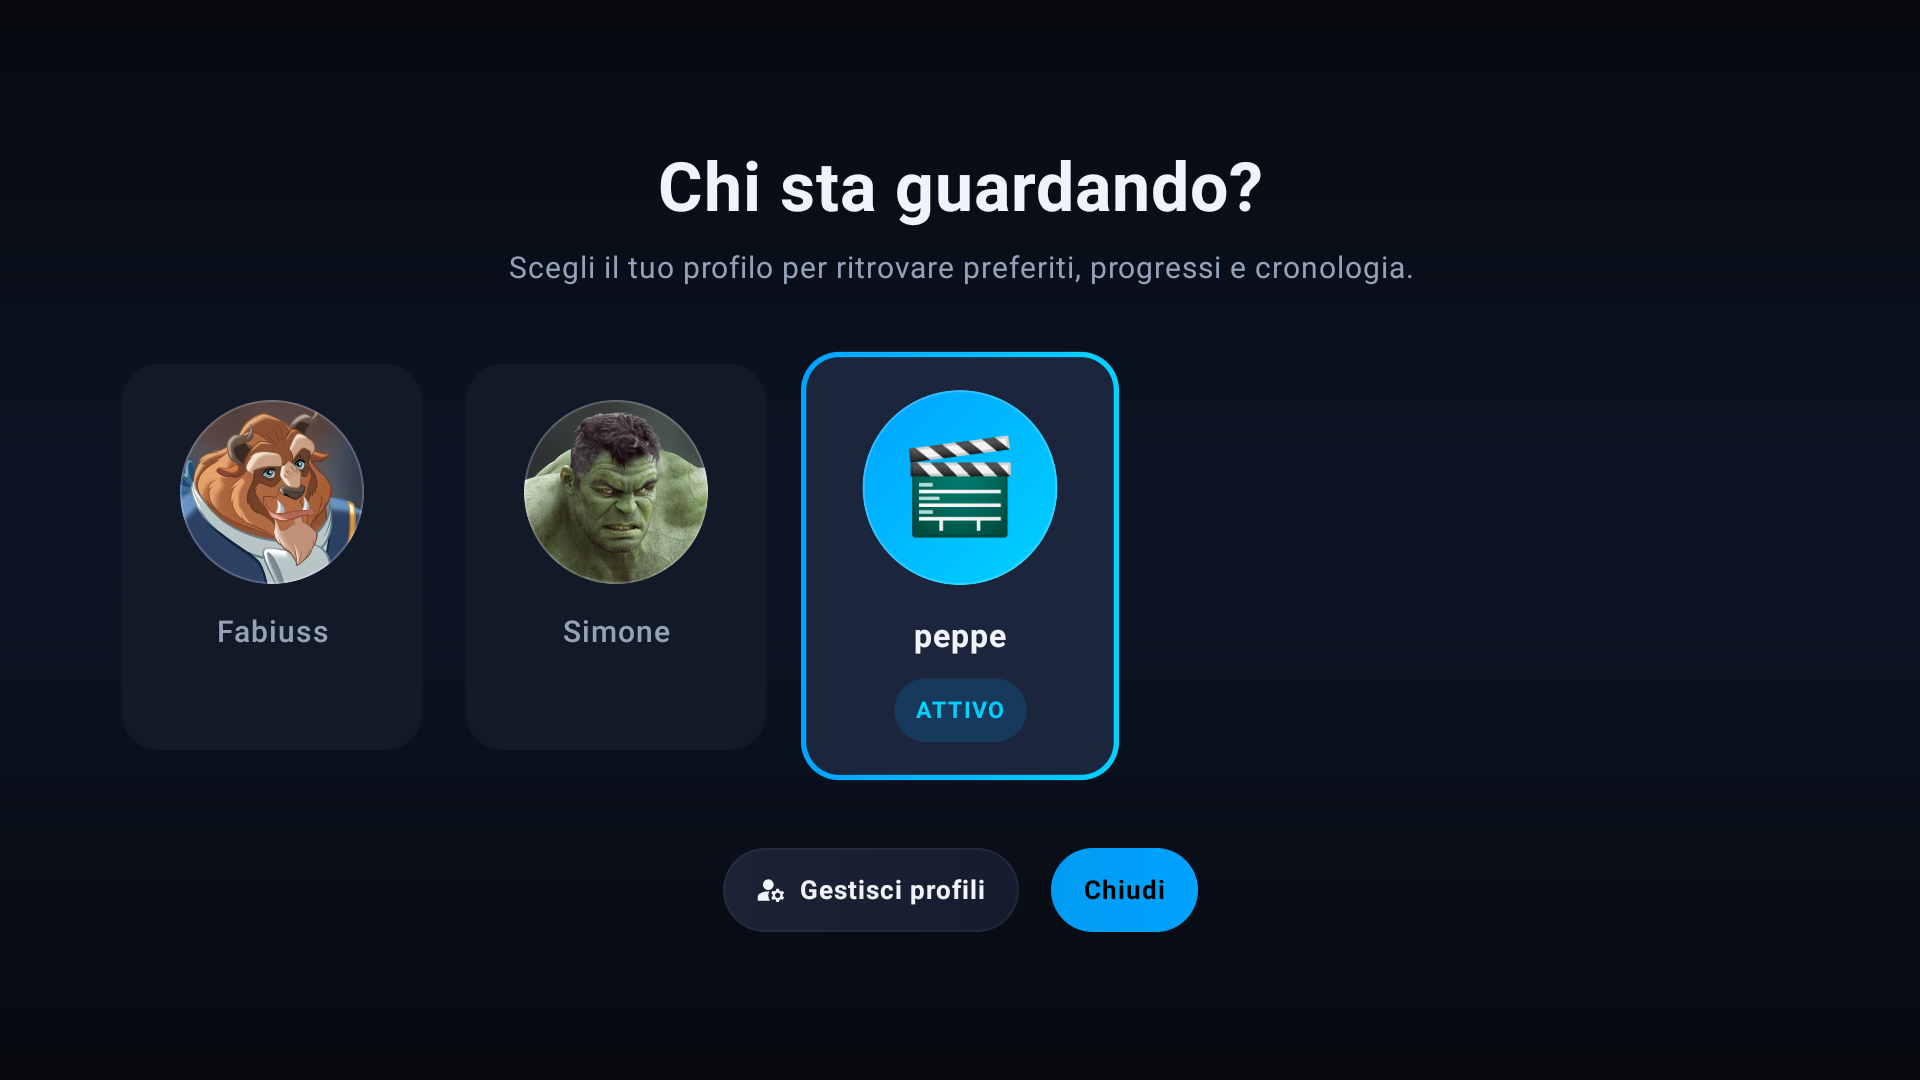 Chi sta guardando?
Scegli il tuo profilo per ritrovare preferiti, progressi e cronologia.
Fabiuss
Simone
peppe
ATTIVO
Gestisci profili
Chiudi